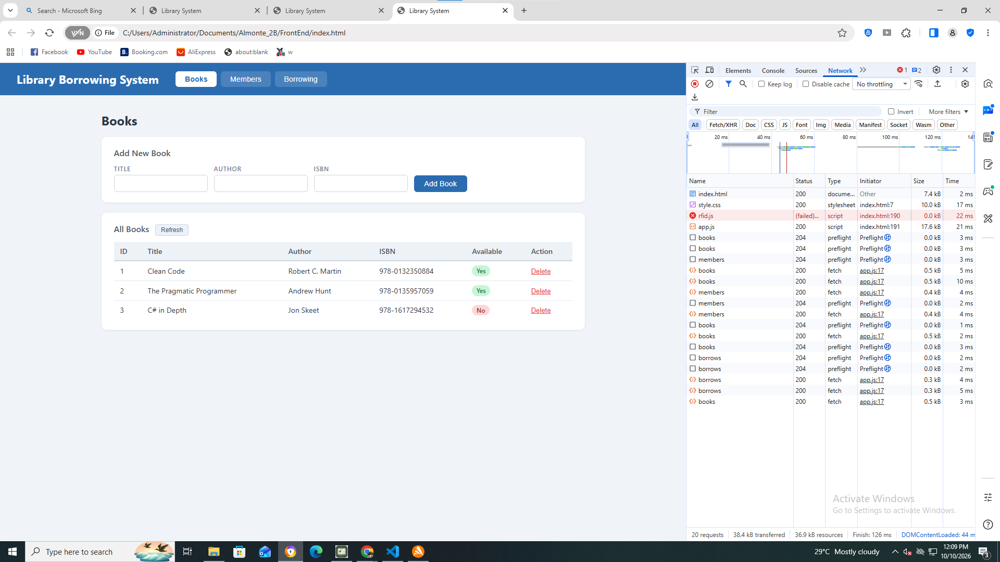 Search - Microsoft Bing
Library System
Library System
Library System
VPN
File
C:/Users/Administrator/Documents/Almonte_2B/FrontEnd/index.html
Facebook
YouTube
B.
Booking.com
AliExpress
about:blank
w
Library Borrowing System
Books
Members
Borrowing
Books
Add New Book
TITLE
AUTHOR
ISBN
Add Book
All Books
Refresh
ID Title Author ISBN Available Action
1 Clean Code Robert C. Martin 978-0132350884 Yes Delete
2 The Pragmatic Programmer Andrew Hunt 978-0135957059 Yes Delete
3 C# in Depth Jon Skeet 978-1617294532 No Delete
Elements Console Sources Network 1 2
Keep log Disable cache No throttling
Filter Invert More filters
All Fetch/XHR Doc CSS JS Font Img Media Manifest Socket Wasm Other
20 ms 40 ms 60 ms 80 ms 100 ms 120 ms 14
Name Status Type Initiator Size Time
index.html 200 docume... Other 7.4 kB 2 ms
style.css 200 stylesheet index.html:7 10.0 kB 17 ms
rfid.js (failed)... script index.html:190 0.0 kB 22 ms
app.js 200 script index.html:191 17.6 kB 21 ms
books 204 preflight Preflight 0.0 kB 3 ms
books 204 preflight Preflight 0.0 kB 3 ms
members 204 preflight Preflight 0.0 kB 3 ms
books 200 fetch app.js:17 0.5 kB 5 ms
books 200 fetch app.js:17 0.5 kB 10 ms
members 200 fetch app.js:17 0.4 kB 4 ms
members 204 preflight Preflight 0.0 kB 2 ms
members 200 fetch app.js:17 0.4 kB 4 ms
books 204 preflight Preflight 0.0 kB 1 ms
books 200 fetch app.js:17 0.5 kB 2 ms
books 204 preflight Preflight 0.0 kB 3 ms
borrows 204 preflight Preflight 0.0 kB 2 ms
borrows 204 preflight Preflight 0.0 kB 2 ms
borrows 200 fetch app.js:17 0.3 kB 4 ms
borrows 200 fetch app.js:17 0.3 kB 5 ms
books 200 fetch app.js:17 0.5 kB 3 ms
Activate Windows
Go to Settings to activate Windows.
20 requests 38.4 kB transferred 36.9 kB resources Finish: 126 ms DOMContentLoaded: 44 m
Type here to search
29°C Mostly cloudy
12:09 PM
10/10/2026
3